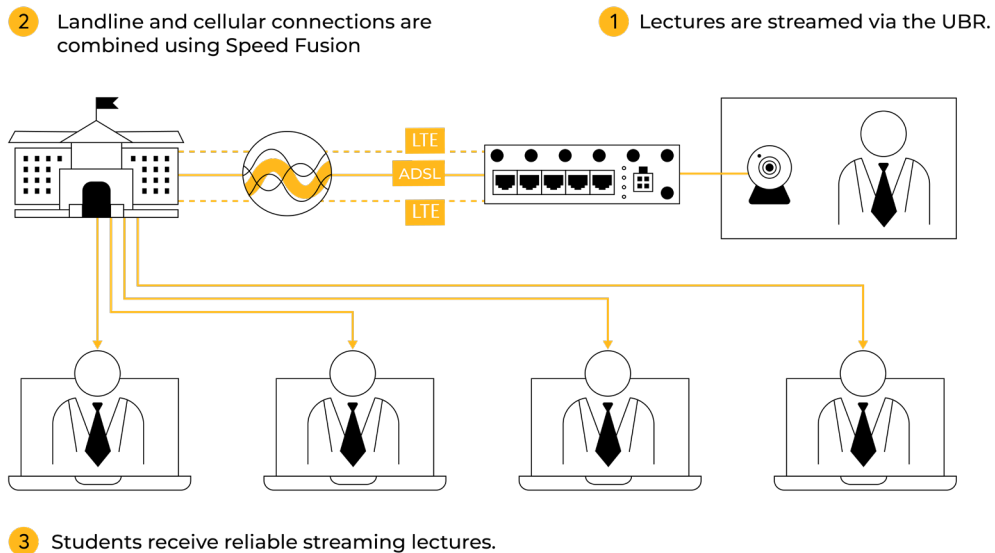 2 Landline and cellular connections are
combined using Speed Fusion
1 Lectures are streamed via the UBR.
LTE
ADSL
LTE
3 Students receive reliable streaming lectures.